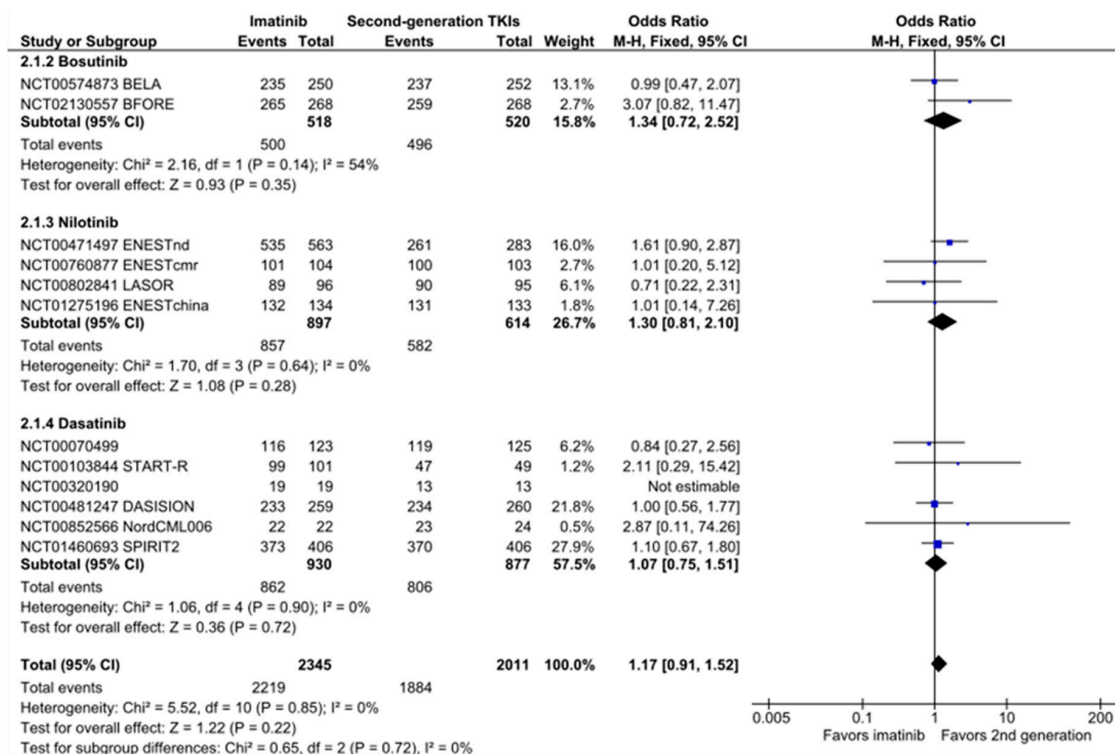 Imatinib Second-generation TKIs Odds Ratio Odds Ratio
Study or Subgroup Events Total Events Total Weight M-H, Fixed, 95% CI M-H, Fixed, 95% CI
2.1.2 Bosutinib
NCT00574873 BELA 235 250 237 252 13.1% 0.99 [0.47, 2.07]
NCT02130557 BFORE 265 268 259 268 2.7% 3.07 [0.82, 11.47]
Subtotal (95% CI) 518 520 15.8% 1.34 [0.72, 2.52]
Total events 500 496
Heterogeneity: Chi² = 2.16, df = 1 (P = 0.14); I² = 54%
Test for overall effect: Z = 0.93 (P = 0.35)
2.1.3 Nilotinib
NCT00471497 ENESTnd 535 563 261 283 16.0% 1.61 [0.90, 2.87]
NCT00760877 ENESTcmr 101 104 100 103 2.7% 1.01 [0.20, 5.12]
NCT00802841 LASOR 89 96 90 95 6.1% 0.71 [0.22, 2.31]
NCT01275196 ENESTchina 132 134 131 133 1.8% 1.01 [0.14, 7.26]
Subtotal (95% CI) 897 614 26.7% 1.30 [0.81, 2.10]
Total events 857 582
Heterogeneity: Chi² = 1.70, df = 3 (P = 0.64); I² = 0%
Test for overall effect: Z = 1.08 (P = 0.28)
2.1.4 Dasatinib
NCT00070499 116 123 119 125 6.2% 0.84 [0.27, 2.56]
NCT00103844 START-R 99 101 47 49 1.2% 2.11 [0.29, 15.42]
NCT00320190 19 19 13 13 Not estimable
NCT00481247 DASISION 233 259 234 260 21.8% 1.00 [0.56, 1.77]
NCT00852566 NordCML006 22 22 23 24 0.5% 2.87 [0.11, 74.26]
NCT01460693 SPIRIT2 373 406 370 406 27.9% 1.10 [0.67, 1.80]
Subtotal (95% CI) 930 877 57.5% 1.07 [0.75, 1.51]
Total events 862 806
Heterogeneity: Chi² = 1.06, df = 4 (P = 0.90); I² = 0%
Test for overall effect: Z = 0.36 (P = 0.72)
Total (95% CI) 2345 2011 100.0% 1.17 [0.91, 1.52]
Total events 2219 1884
Heterogeneity: Chi² = 5.52, df = 10 (P = 0.85); I² = 0%
Test for overall effect: Z = 1.22 (P = 0.22)
Test for subgroup differences: Chi² = 0.65, df = 2 (P = 0.72), I² = 0%
0.005 0.1 1 10 200
Favors imatinib Favors 2nd generation